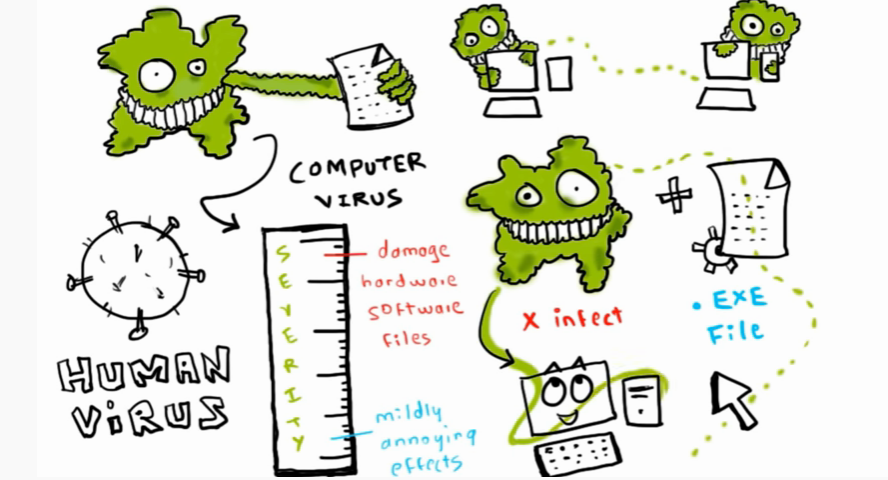 COMPUTER
VIRUS
HUMAN
ViRUS
SEVERITY
damage
hardware
software
files
mildly
annoying
effects
X infect
• EXE
File